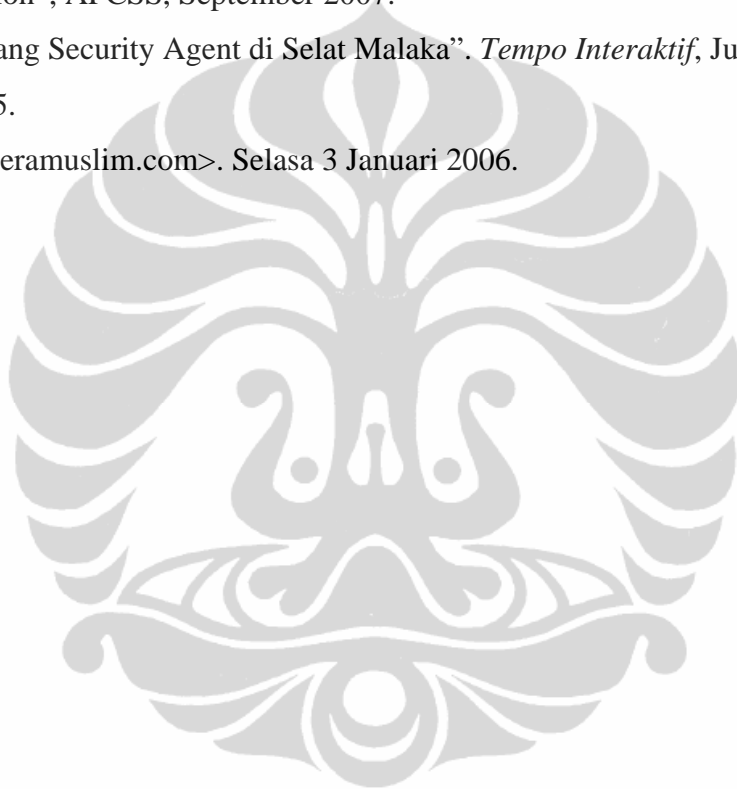 ion”, APCSS, September 2007.
ang Security Agent di Selat Malaka”. Tempo Interaktif, Ju
5.
eramuslim.com>. Selasa 3 Januari 2006.